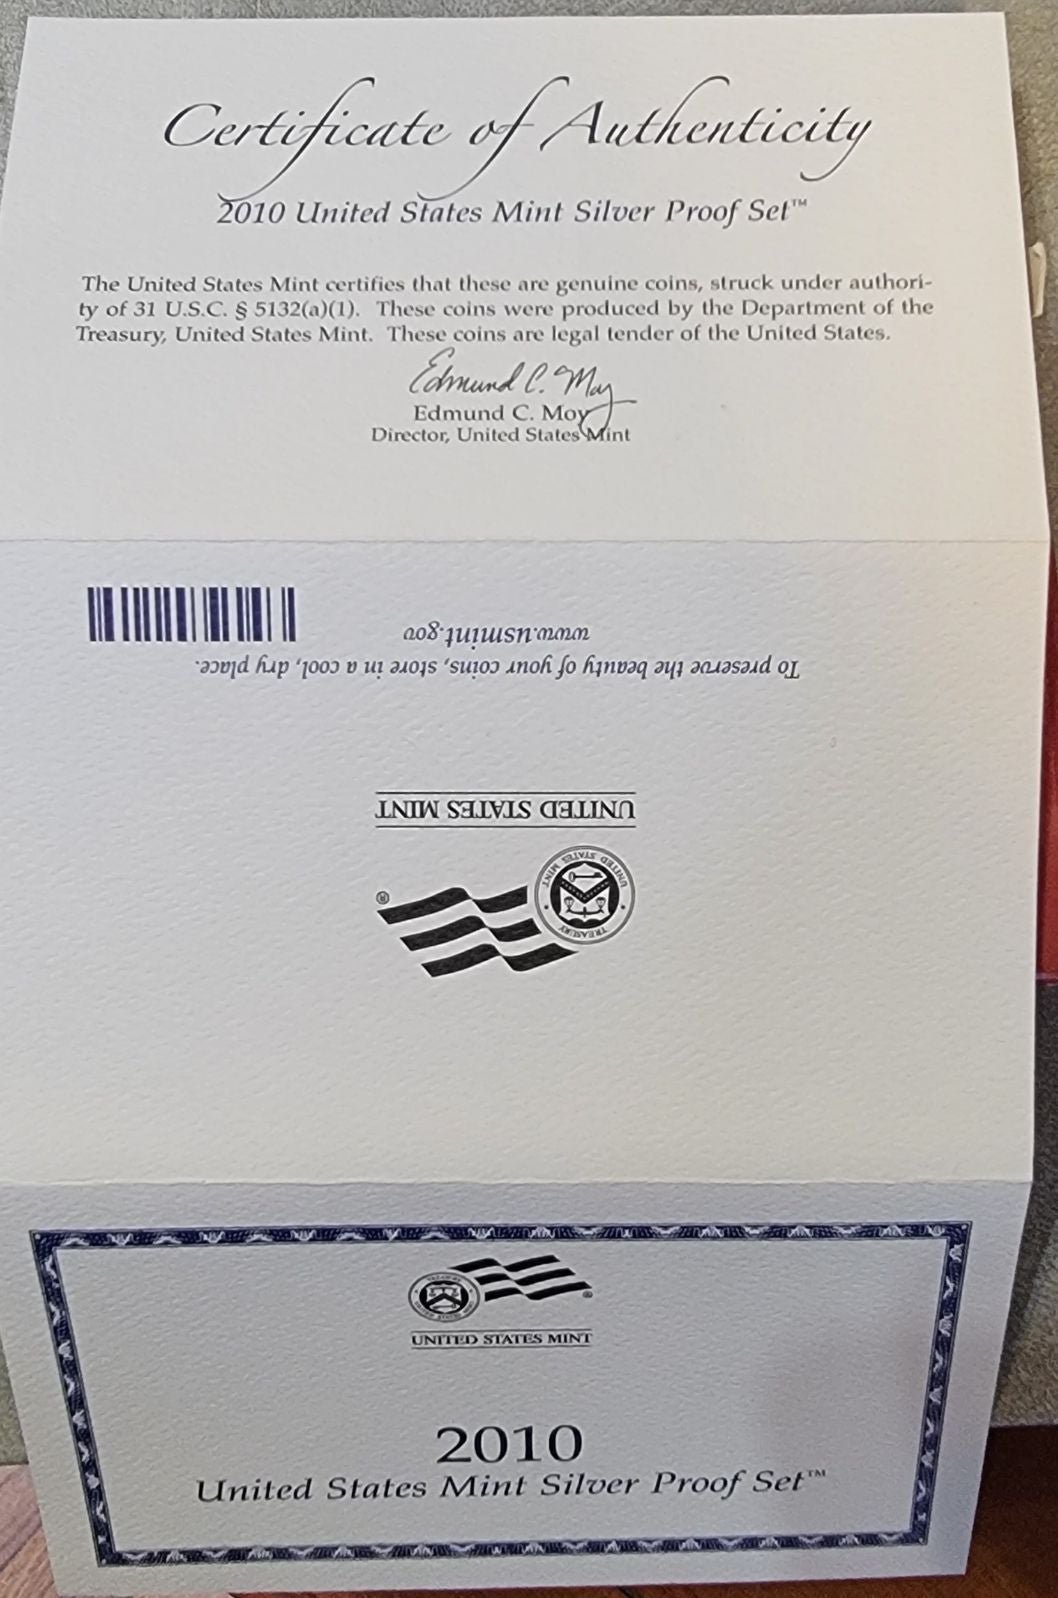 Certificate of Authenticity
2010 United States Mint Silver Proof Set™
The United States Mint certifies that these are genuine coins, struck under authori-
ty of 31 U.S.C. § 5132(a)(1). These coins were produced by the Department of the
Treasury, United States Mint. These coins are legal tender of the United States.
Edmund C. Moy
Edmund C. Moy
Director, United States Mint
To preserve the beauty of your coins, store in a cool, dry place.
www.usmint.gov
TREASURY
UNITED STATES MINT
®
UNITED STATES MINT
®
UNITED STATES MINT
2010
United States Mint Silver Proof Set™